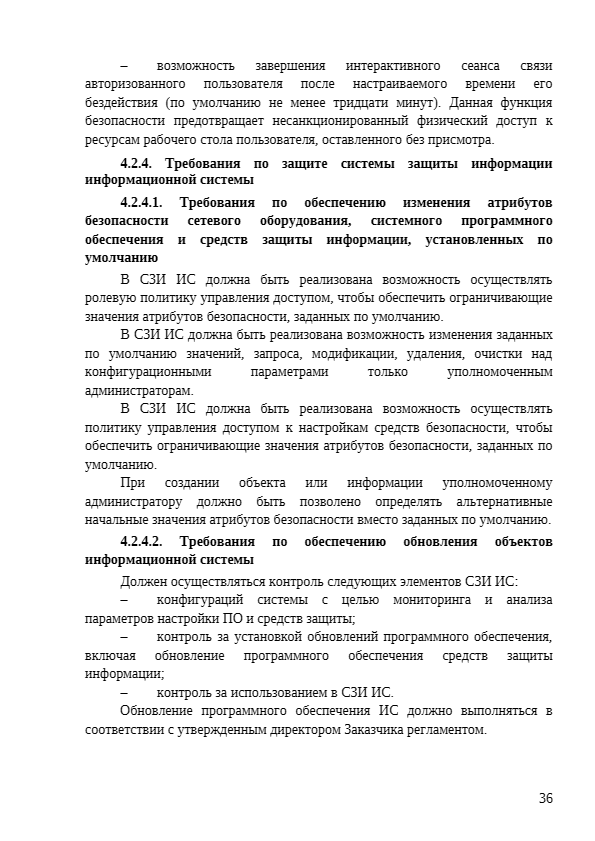 – возможность завершения интерактивного сеанса связи
авторизованного пользователя после настраиваемого времени его
бездействия (по умолчанию не менее тридцати минут). Данная функция
безопасности предотвращает несанкционированный физический доступ к
ресурсам рабочего стола пользователя, оставленного без присмотра.
4.2.4. Требования по защите системы защиты информации
информационной системы
4.2.4.1. Требования по обеспечению изменения атрибутов
безопасности сетевого оборудования, системного программного
обеспечения и средств защиты информации, установленных по
умолчанию
В СЗИ ИС должна быть реализована возможность осуществлять
ролевую политику управления доступом, чтобы обеспечить ограничивающие
значения атрибутов безопасности, заданных по умолчанию.
В СЗИ ИС должна быть реализована возможность изменения заданных
по умолчанию значений, запроса, модификации, удаления, очистки над
конфигурационными параметрами только уполномоченным
администраторам.
В СЗИ ИС должна быть реализована возможность осуществлять
политику управления доступом к настройкам средств безопасности, чтобы
обеспечить ограничивающие значения атрибутов безопасности, заданных по
умолчанию.
При создании объекта или информации уполномоченному
администратору должно быть позволено определять альтернативные
начальные значения атрибутов безопасности вместо заданных по умолчанию.
4.2.4.2. Требования по обеспечению обновления объектов
информационной системы
Должен осуществляться контроль следующих элементов СЗИ ИС:
– конфигураций системы с целью мониторинга и анализа
параметров настройки ПО и средств защиты;
– контроль за установкой обновлений программного обеспечения,
включая обновление программного обеспечения средств защиты
информации;
– контроль за использованием в СЗИ ИС.
Обновление программного обеспечения ИС должно выполняться в
соответствии с утвержденным директором Заказчика регламентом.
36